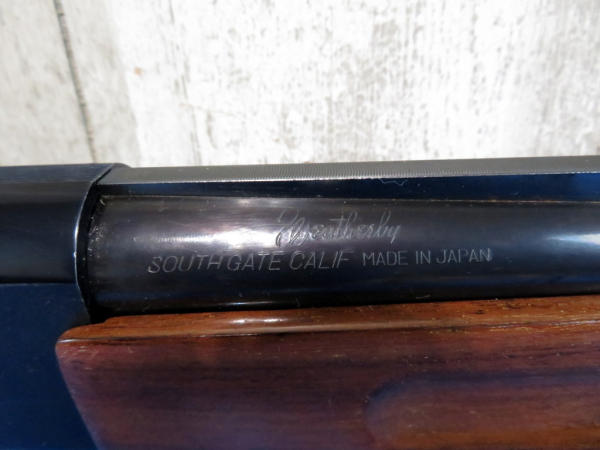 Weatherby
SOUTH GATE CALIF MADE IN JAPAN